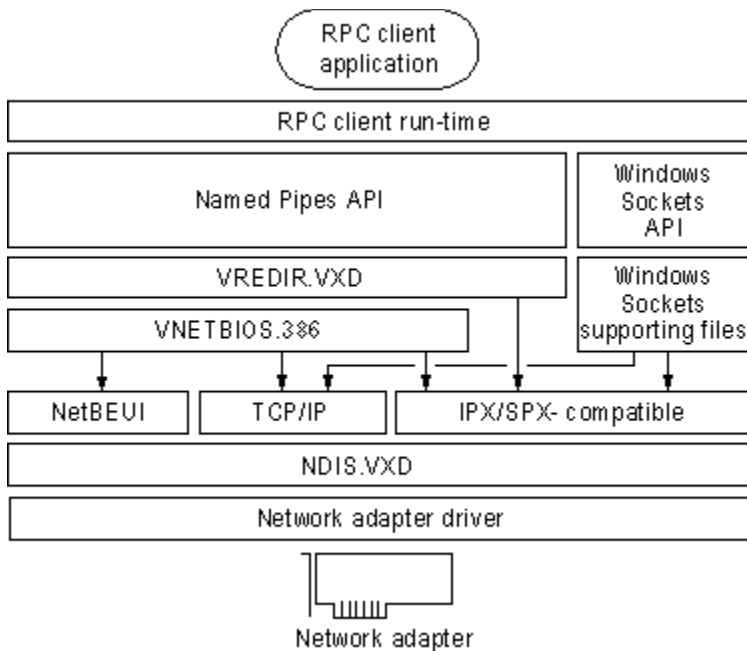 RPC client
application
RPC client run-time
Named Pipes API
Windows
Sockets
API
VREDIR.VXD
Windows
Sockets
supporting files
VNETBIOS.386
NetBEUI
TCP/IP
IPX/SPX- compatible
NDIS.VXD
Network adapter driver
Network adapter